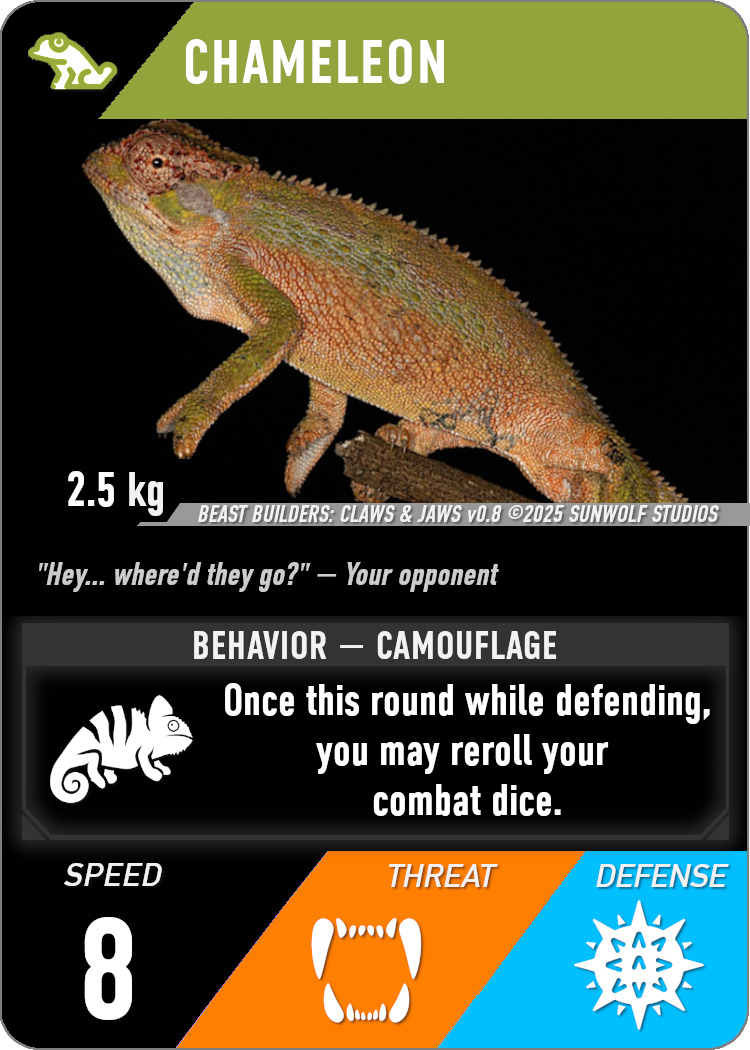 CHAMELEON
2.5 kg
BEAST BUILDERS: CLAWS & JAWS v0.8 ©2025 SUNWOLF STUDIOS
"Hey... where'd they go?" — Your opponent
BEHAVIOR — CAMOUFLAGE
Once this round while defending,
you may reroll your
combat dice.
SPEED
THREAT
DEFENSE
8